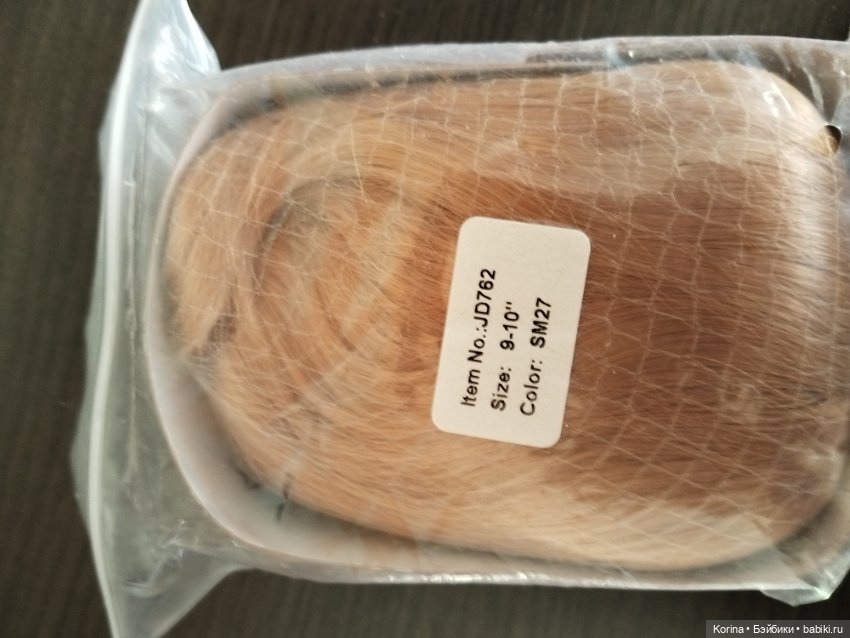 Item No.:JD762
Size: 9-10"
Color: SM27
Korina • Бэйбики • babiki.ru